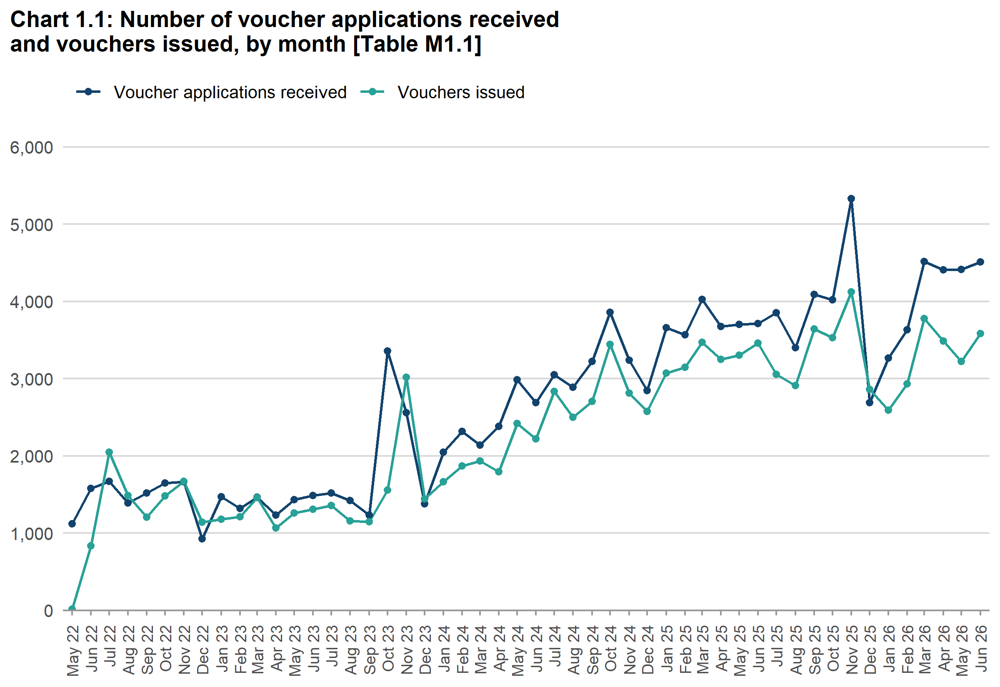 Chart 1.1: Number of voucher applications received
and vouchers issued, by month [Table M1.1]
Voucher applications received
Vouchers issued
6,000
5,000
4,000
3,000
2,000
1,000
0
May 22
Jun 22
Jul 22
Aug 22
Sep 22
Oct 22
Nov 22
Dec 22
Jan 23
Feb 23
Mar 23
Apr 23
May 23
Jun 23
Jul 23
Aug 23
Sep 23
Oct 23
Nov 23
Dec 23
Jan 24
Feb 24
Mar 24
Apr 24
May 24
Jun 24
Jul 24
Aug 24
Sep 24
Oct 24
Nov 24
Dec 24
Jan 25
Feb 25
Mar 25
Apr 25
May 25
Jun 25
Jul 25
Aug 25
Sep 25
Oct 25
Nov 25
Dec 25
Jan 26
Feb 26
Mar 26
Apr 26
May 26
Jun 26